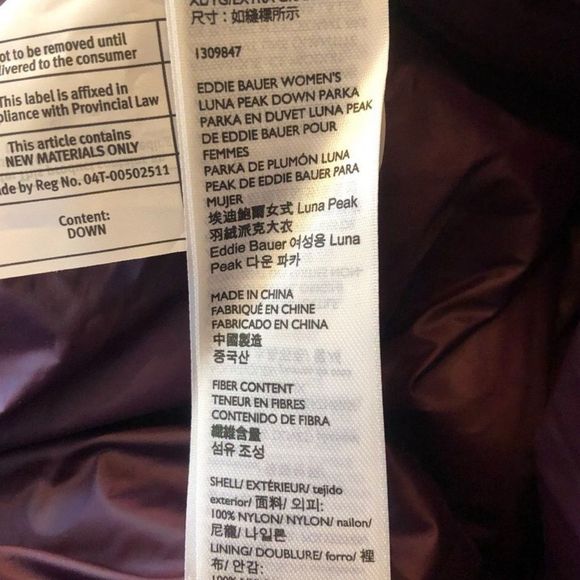 ot to be removed until
livered to the consumer
This label is affixed in
pliance with Provincial Law
This article contains
NEW MATERIALS ONLY
ade by Reg No. 04T-00502511
Content:
DOWN
尺寸: 如縫標所示
1309847
EDDIE BAUER WOMEN'S
LUNA PEAK DOWN PARKA
PARKA EN DUVET LUNA PEAK
DE EDDIE BAUER POUR
FEMMES
PARKA DE PLUMÓN LUNA
PEAK DE EDDIE BAUER PARA
MUJER
埃迪鮑爾女式 Luna Peak
羽絨派克大衣
Eddie Bauer 여성용 Luna
Peak 다운 파카
MADE IN CHINA
FABRIQUÉ EN CHINE
FABRICADO EN CHINA
中國製造
중국산
FIBER CONTENT
TENEUR EN FIBRES
CONTENIDO DE FIBRA
纖維含量
섬유 조성
SHELL/ EXTÉRIEUR/ tejido
exterior/ 面料/ 외피:
100% NYLON/ NYLON/ nailon/
尼龍/ 나일론
LINING/ DOUBLURE/ forro/ 裡
布/ 안감: